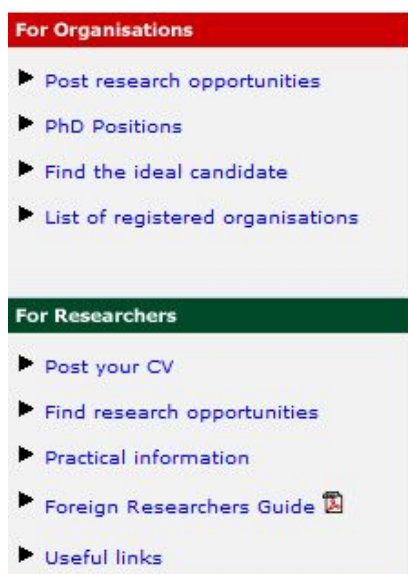 For Organisations
Post research opportunities
PhD Positions
Find the ideal candidate
List of registered organisations
For Researchers
Post your CV
Find research opportunities
Practical information
Foreign Researchers Guide
Useful links